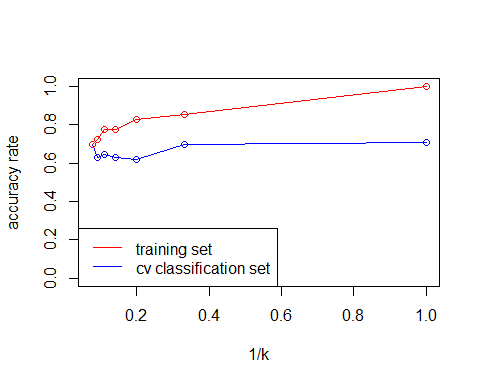 1.0
0.8
0.6
0.4
0.2
0.0
accuracy rate
training set
cv classification set
0.2 0.4 0.6 0.8 1.0
1/k